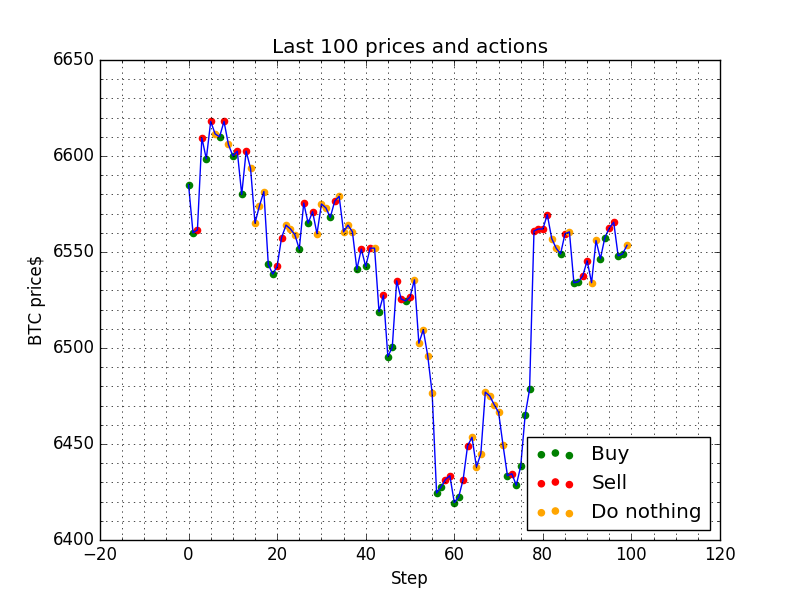 Last 100 prices and actions
6650
6600
6550
6500
6450
6400
BTC price$
Buy
Sell
Do nothing
−20 0 20 40 60 80 100 120
Step